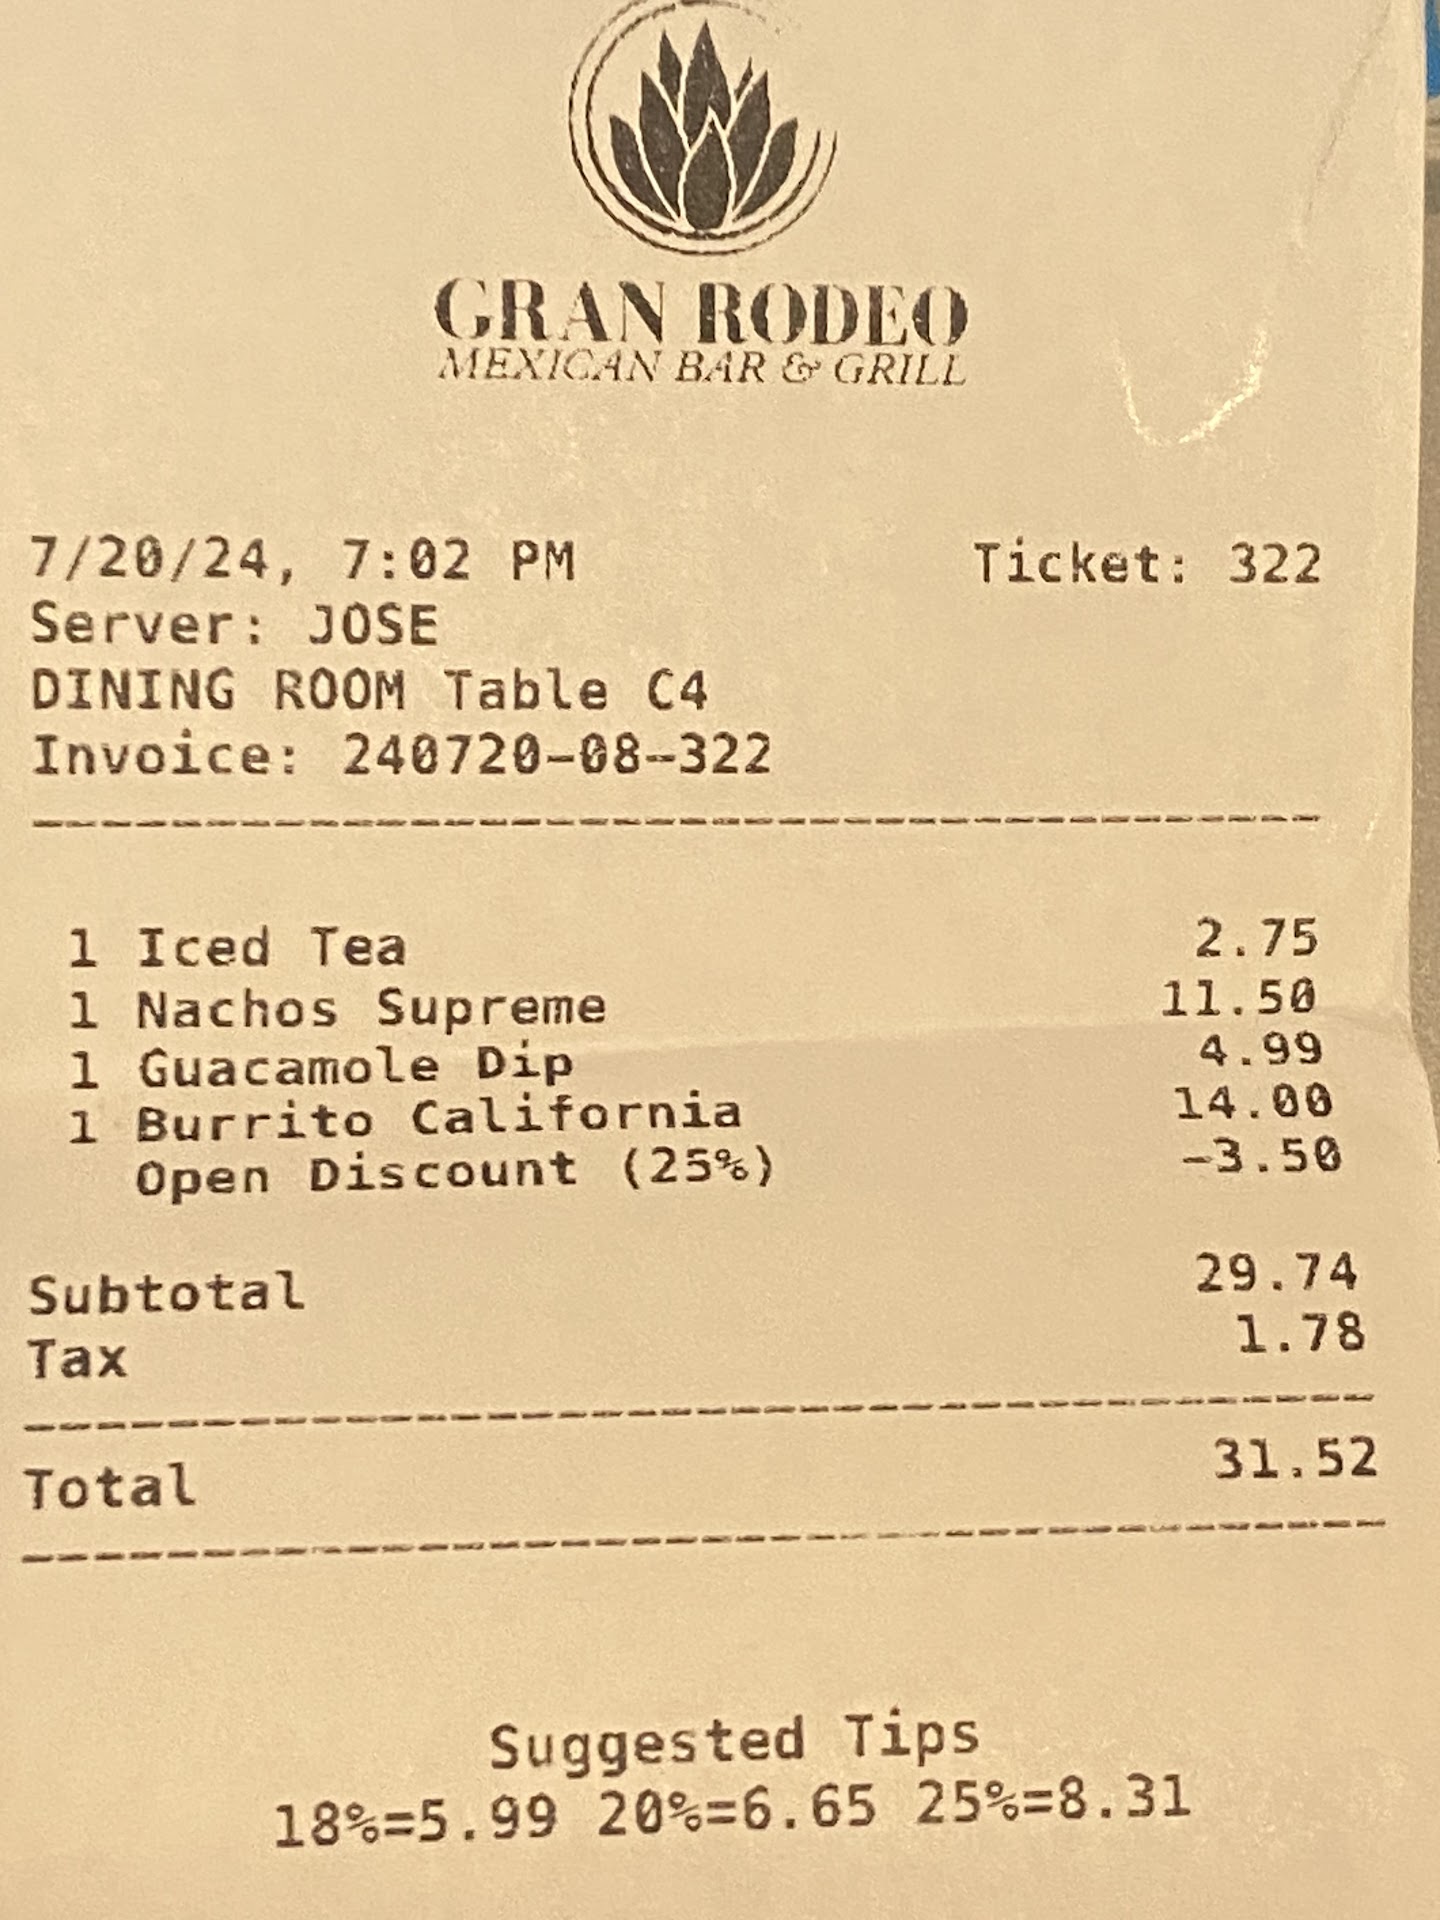 GRAN RODEO
MEXICAN BAR & GRILL
7/20/24, 7:02 PM Ticket: 322
Server: JOSE
DINING ROOM Table C4
Invoice: 240720-08-322
1 Iced Tea 2.75
1 Nachos Supreme 11.50
1 Guacamole Dip 4.99
1 Burrito California 14.00
Open Discount (25%) -3.50
Subtotal 29.74
Tax 1.78
Total 31.52
Suggested Tips
18%=5.99 20%=6.65 25%=8.31